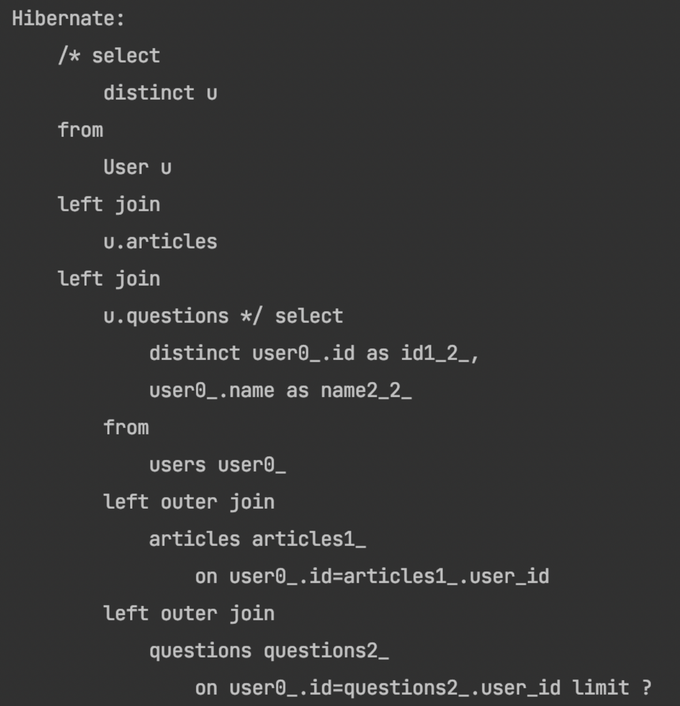 Hibernate:
/* select
distinct u
from
User u
left join
u.articles
left join
u.questions */ select
distinct user0_.id as id1_2_,
user0_.name as name2_2_
from
users user0_
left outer join
articles articles1_
on user0_.id=articles1_.user_id
left outer join
questions questions2_
on user0_.id=questions2_.user_id limit ?